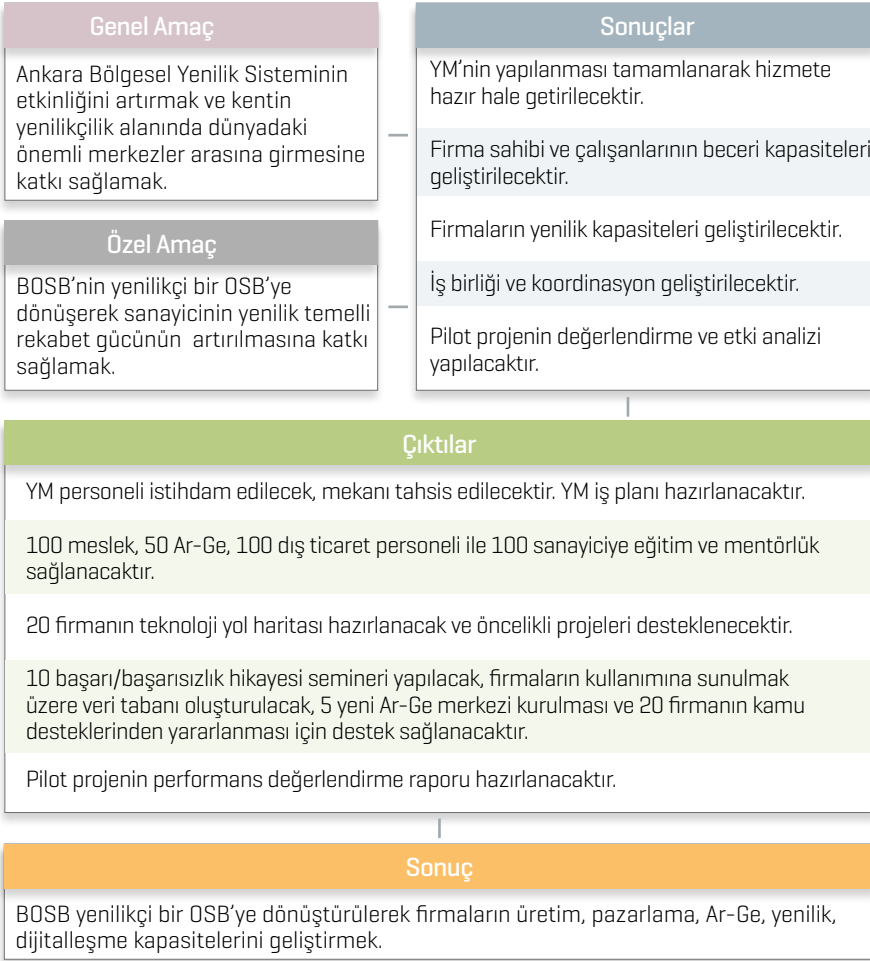 Genel Amaç
Ankara Bölgesel Yenilik Sisteminin
etkinliğini artırmak ve kentin
yenilikçilik alanında dünyadaki
önemli merkezler arasına girmesine
katkı sağlamak.
Özel Amaç
BOSB’nin yenilikçi bir OSB’ye
dönüşerek sanayicinin yenilik temelli
rekabet gücünün artırılmasına katkı
sağlamak.
Sonuçlar
YM’nin yapılanması tamamlanarak hizmete
hazır hale getirilecektir.
Firma sahibi ve çalışanlarının beceri kapasiteleri
geliştirilecektir.
Firmaların yenilik kapasiteleri geliştirilecektir.
İş birliği ve koordinasyon geliştirilecektir.
Pilot projenin değerlendirme ve etki analizi
yapılacaktır.
Çıktılar
YM personeli istihdam edilecek, mekanı tahsis edilecektir. YM iş planı hazırlanacaktır.
100 meslek, 50 Ar-Ge, 100 dış ticaret personeli ile 100 sanayiciye eğitim ve mentörlük
sağlanacaktır.
20 firmanın teknoloji yol haritası hazırlanacak ve öncelikli projeleri desteklenecektir.
10 başarı/başarısızlık hikayesi semineri yapılacak, firmaların kullanımına sunulmak
üzere veri tabanı oluşturulacak, 5 yeni Ar-Ge merkezi kurulması ve 20 firmanın kamu
desteklerinden yararlanması için destek sağlanacaktır.
Pilot projenin performans değerlendirme raporu hazırlanacaktır.
Sonuç
BOSB yenilikçi bir OSB’ye dönüştürülerek firmaların üretim, pazarlama, Ar-Ge, yenilik,
dijitalleşme kapasitelerini geliştirmek.